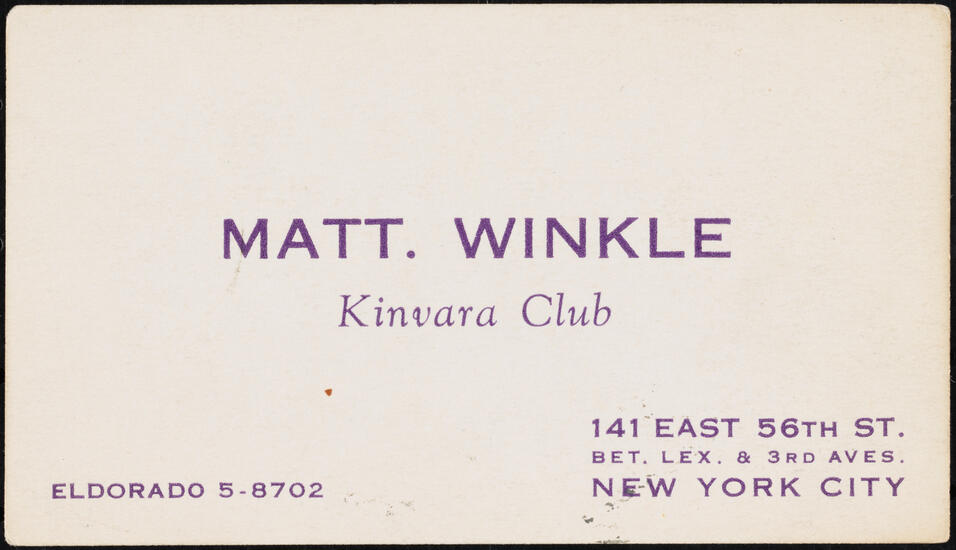 MATT. WINKLE
Kinvara Club
141 EAST 56TH ST.
BET. LEX. & 3RD AVES.
ELDORADO 5-8702
NEW YORK CITY